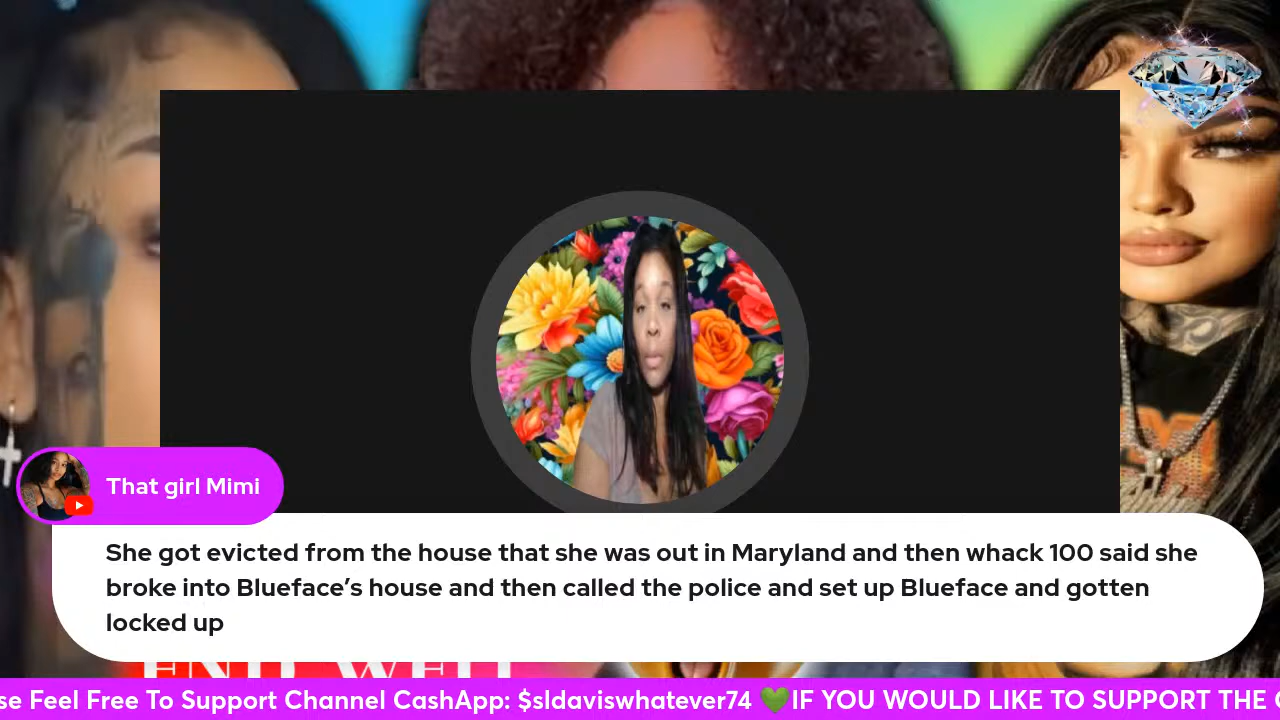 That girl Mimi
She got evicted from the house that she was out in Maryland and then whack 100 said she
broke into Blueface’s house and then called the police and set up Blueface and gotten
locked up
END WELL
se Feel Free To Support Channel CashApp: $sldaviswhatever74 💚IF YOU WOULD LIKE TO SUPPORT THE